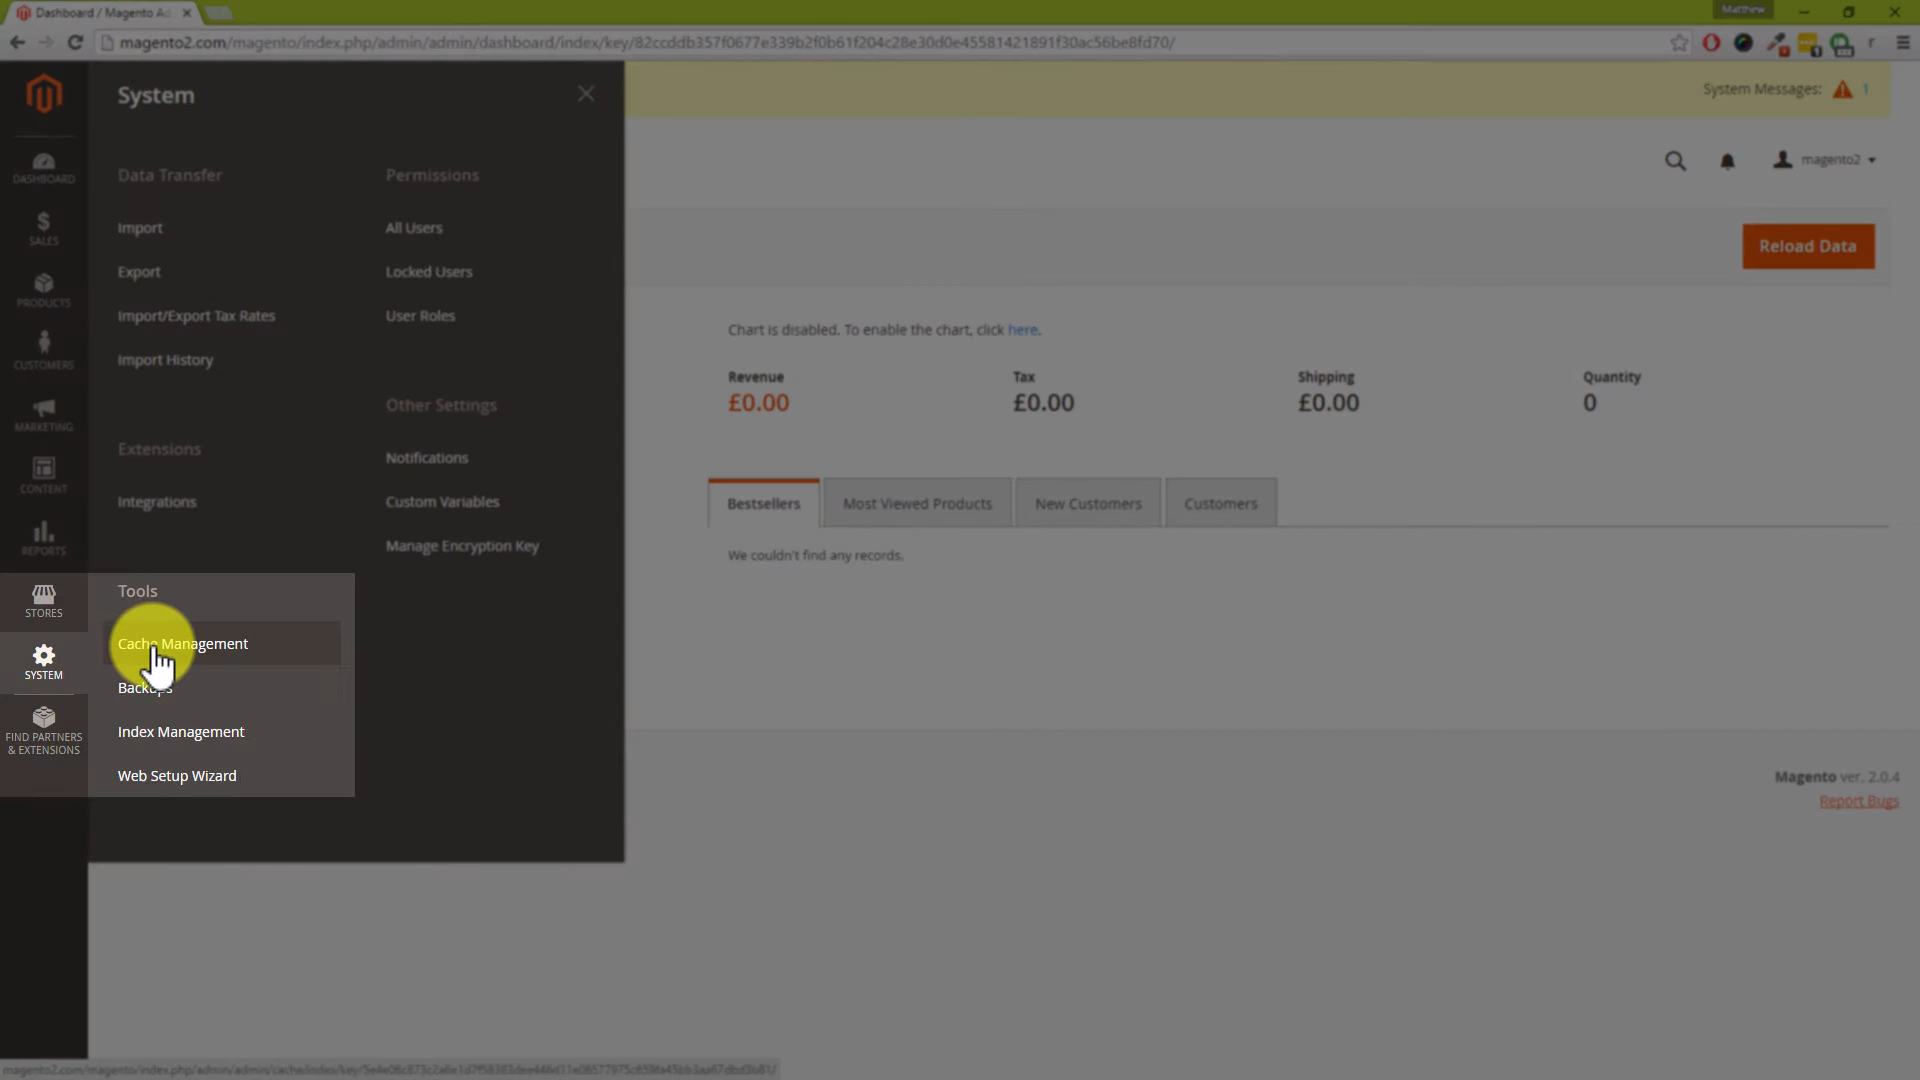 Dashboard / Magento Ad
Matthew
magento2.com/magento/index.php/admin/admin/dashboard/index/key/82ccddb357f0677e339b2f0b61f204c28e30d0e45581421891f30ac56be8fd70/
System
System Messages: 1
DASHBOARD
SALES
PRODUCTS
CUSTOMERS
MARKETING
CONTENT
REPORTS
STORES
SYSTEM
FIND PARTNERS
& EXTENSIONS
Data Transfer
Import
Export
Import/Export Tax Rates
Import History
Extensions
Integrations
Tools
Cache Management
Backups
Index Management
Web Setup Wizard
Permissions
All Users
Locked Users
User Roles
Other Settings
Notifications
Custom Variables
Manage Encryption Key
magento2
Reload Data
Chart is disabled. To enable the chart, click here.
Revenue
£0.00
Tax
£0.00
Shipping
£0.00
Quantity
0
Bestsellers
Most Viewed Products
New Customers
Customers
We couldn't find any records.
Magento ver. 2.0.4
Report Bugs